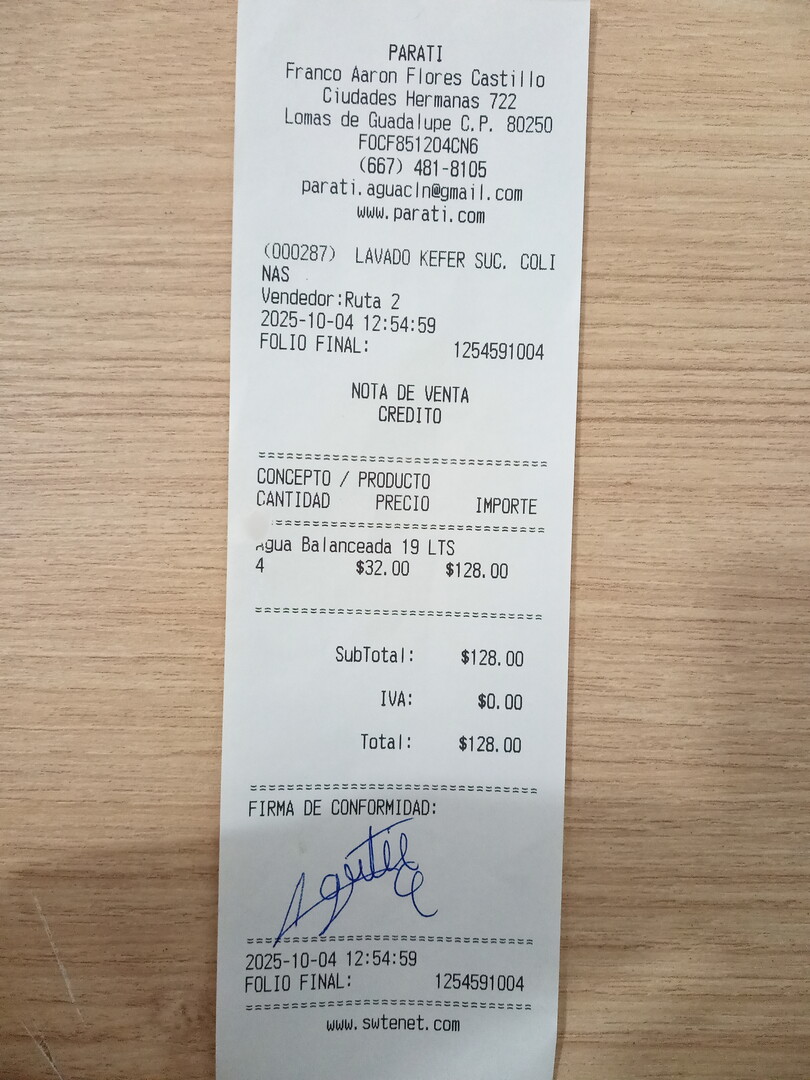 PARATI
Franco Aaron Flores Castillo
Ciudades Hermanas 722
Lomas de Guadalupe C.P. 80250
FOCF851204CN6
(667) 481-8105
parati.aguacln@gmail.com
www.parati.com
(000287) LAVADO KEFER SUC. COLI
NAS
Vendedor:Ruta 2
2025-10-04 12:54:59
FOLIO FINAL: 1254591004
NOTA DE VENTA
CREDITO
==============================
CONCEPTO / PRODUCTO
CANTIDAD PRECIO IMPORTE
==============================
Agua Balanceada 19 LTS
4 $32.00 $128.00
==============================
SubTotal: $128.00
IVA: $0.00
Total: $128.00
==============================
FIRMA DE CONFORMIDAD:
==============================
2025-10-04 12:54:59
FOLIO FINAL: 1254591004
==============================
www.swtenet.com